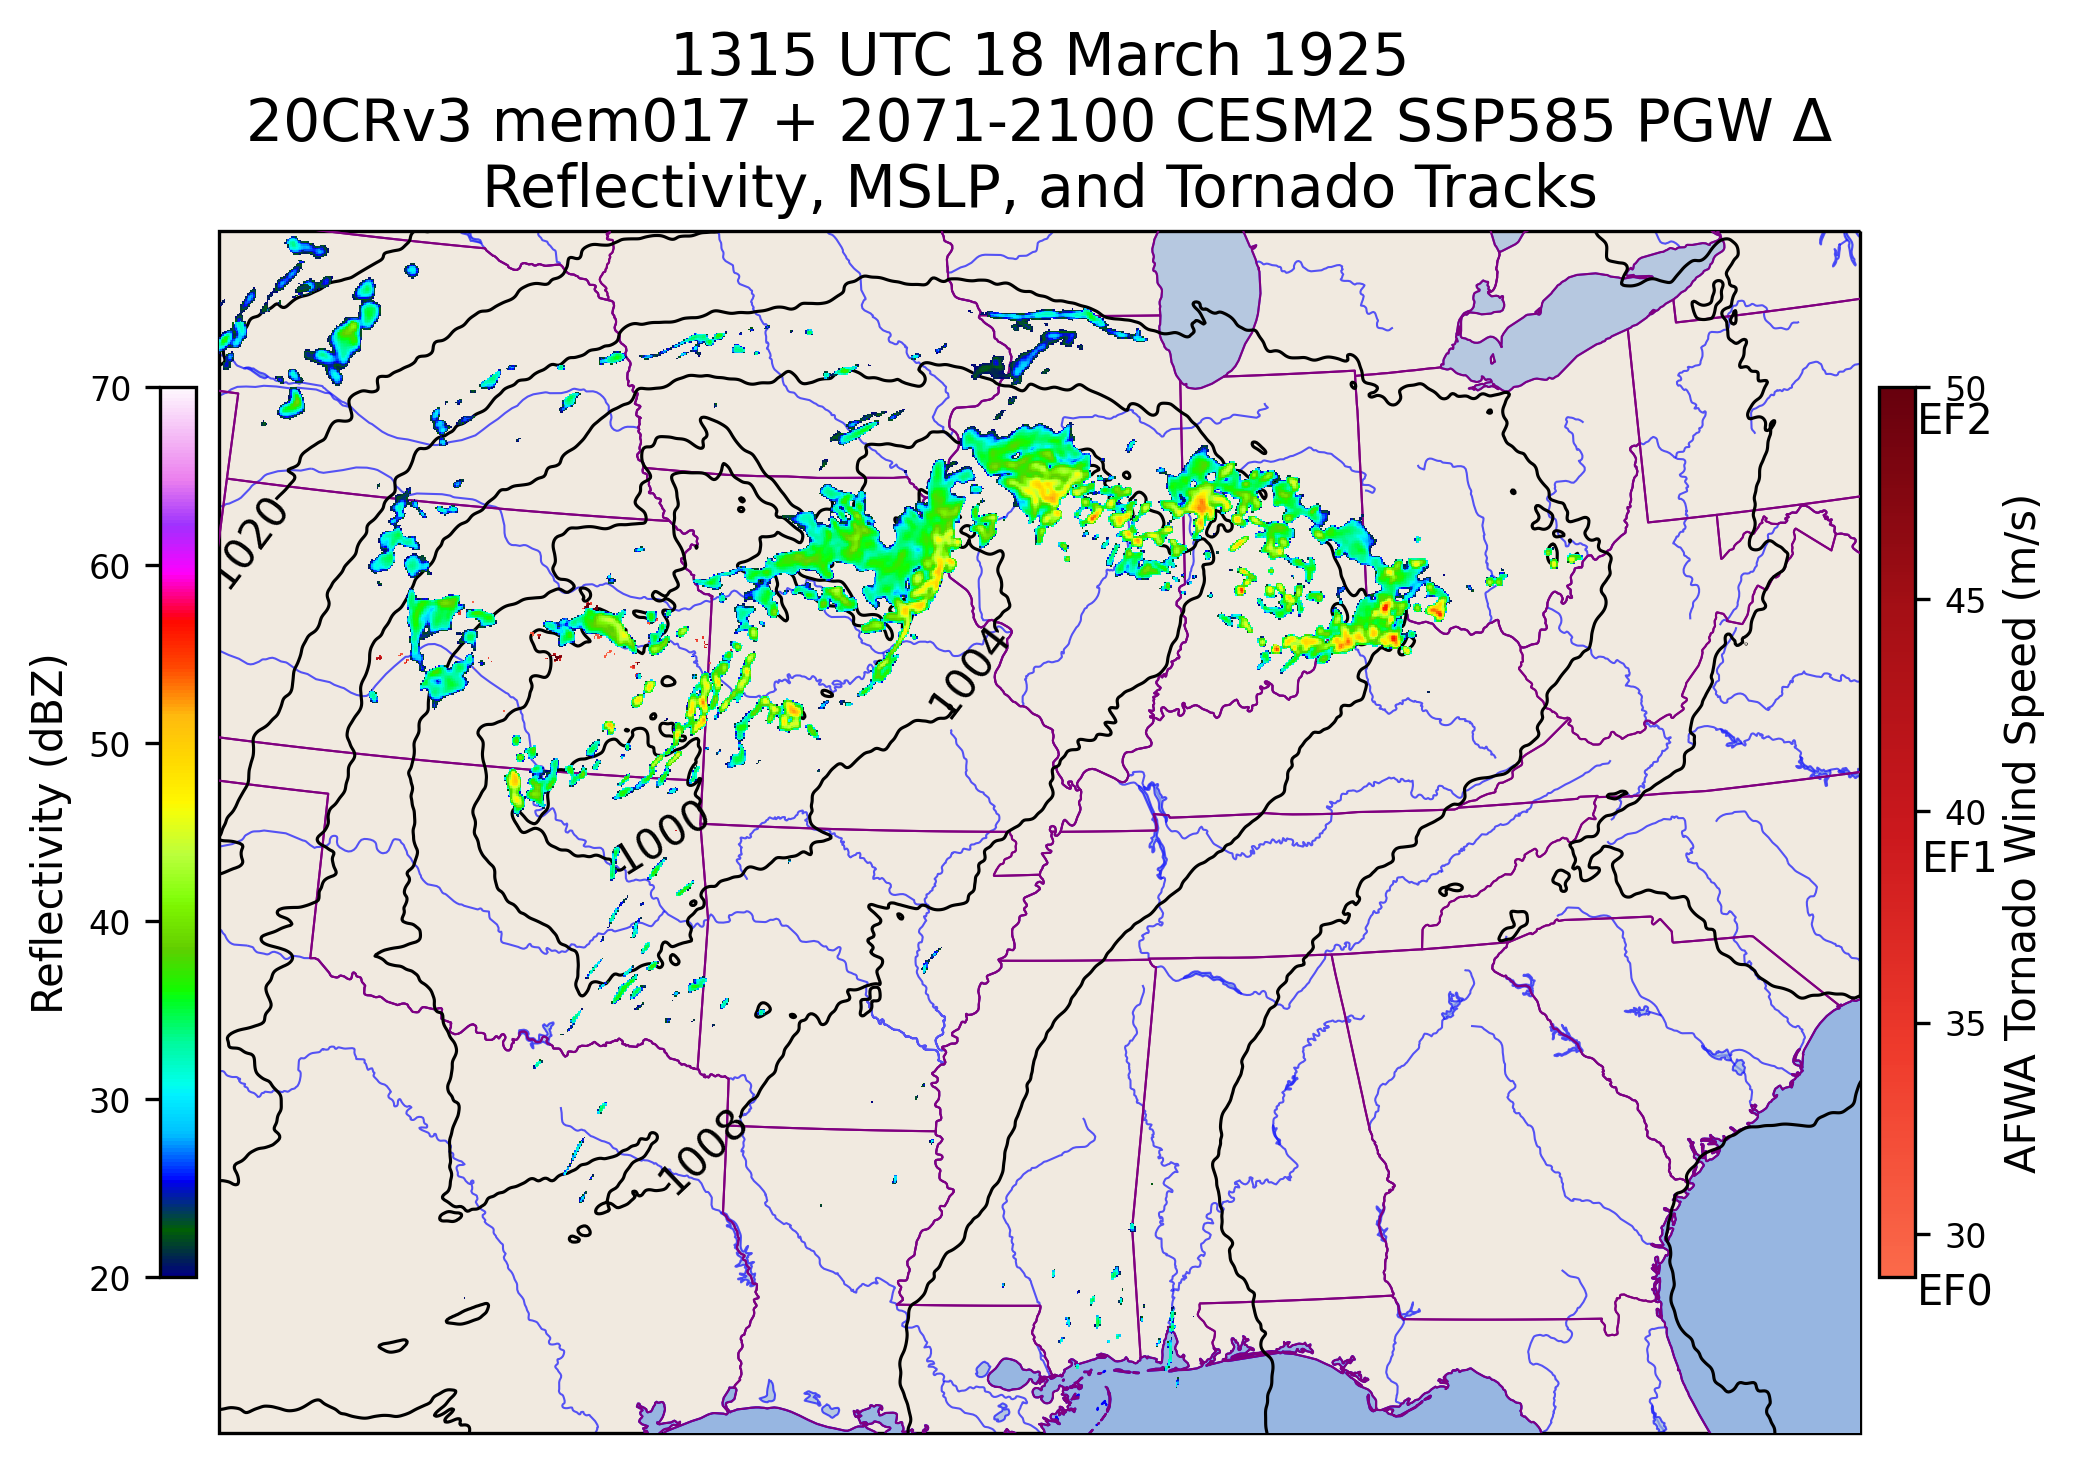 1315 UTC 18 March 1925
20CRv3 mem017 + 2071-2100 CESM2 SSP585 PGW Δ
Reflectivity, MSLP, and Tornado Tracks
70
60
50
40
30
20
Reflectivity (dBZ)
1020
1004
1000
1008
50
EF2
45
40
EF1
35
30
EF0
AFWA Tornado Wind Speed (m/s)